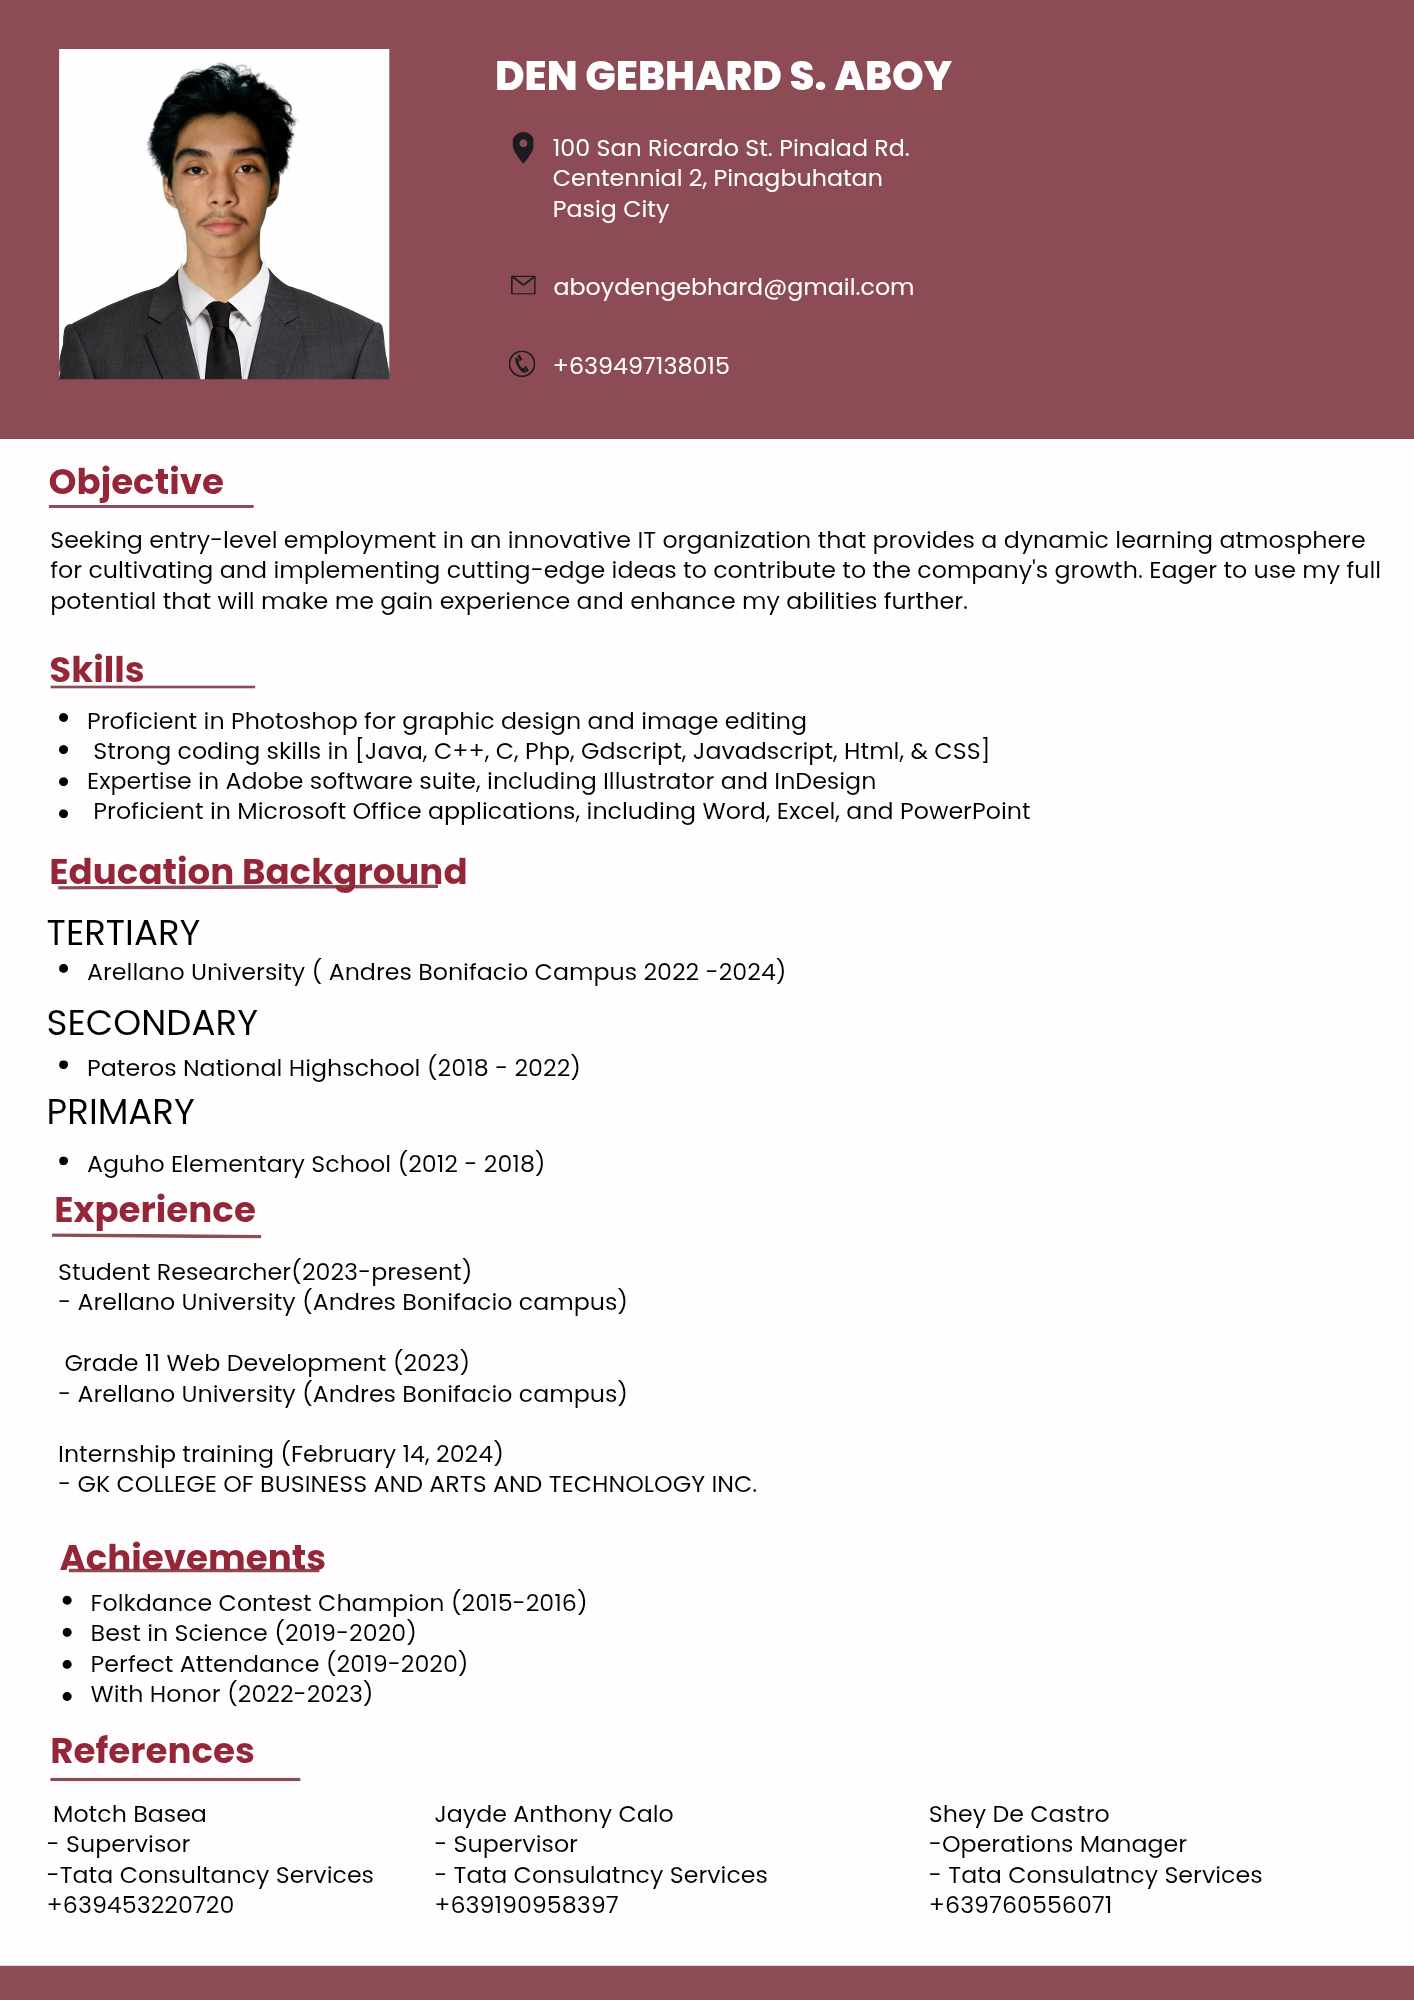 DEN GEBHARD S. ABOY
100 San Ricardo St. Pinalad Rd.
Centennial 2, Pinagbuhatan
Pasig City
aboydengebhard@gmail.com
+639497138015
Objective
Seeking entry-level employment in an innovative IT organization that provides a dynamic learning atmosphere
for cultivating and implementing cutting-edge ideas to contribute to the company's growth. Eager to use my full
potential that will make me gain experience and enhance my abilities further.
Skills
• Proficient in Photoshop for graphic design and image editing
• Strong coding skills in [Java, C++, C, Php, Gdscript, Javadscript, Html, & CSS]
• Expertise in Adobe software suite, including Illustrator and InDesign
• Proficient in Microsoft Office applications, including Word, Excel, and PowerPoint
Education Background
TERTIARY
• Arellano University ( Andres Bonifacio Campus 2022 -2024)
SECONDARY
• Pateros National Highschool (2018 - 2022)
PRIMARY
• Aguho Elementary School (2012 - 2018)
Experience
Student Researcher(2023-present)
- Arellano University (Andres Bonifacio campus)
Grade 11 Web Development (2023)
- Arellano University (Andres Bonifacio campus)
Internship training (February 14, 2024)
- GK COLLEGE OF BUSINESS AND ARTS AND TECHNOLOGY INC.
Achievements
• Folkdance Contest Champion (2015-2016)
• Best in Science (2019-2020)
• Perfect Attendance (2019-2020)
• With Honor (2022-2023)
References
Motch Basea
- Supervisor
-Tata Consultancy Services
+639453220720
Jayde Anthony Calo
- Supervisor
- Tata Consulatncy Services
+639190958397
Shey De Castro
-Operations Manager
- Tata Consulatncy Services
+639760556071